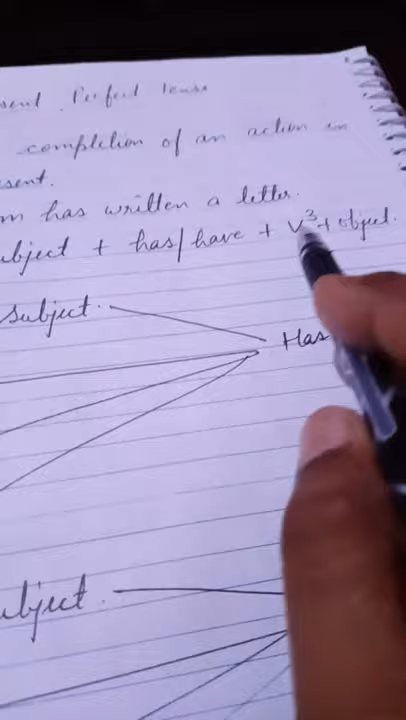 sent Perfect Tense
completion of an action in
esent.
m has written a letter.
ubject + has/have + V³ + object.
subject.
Has
ubject.